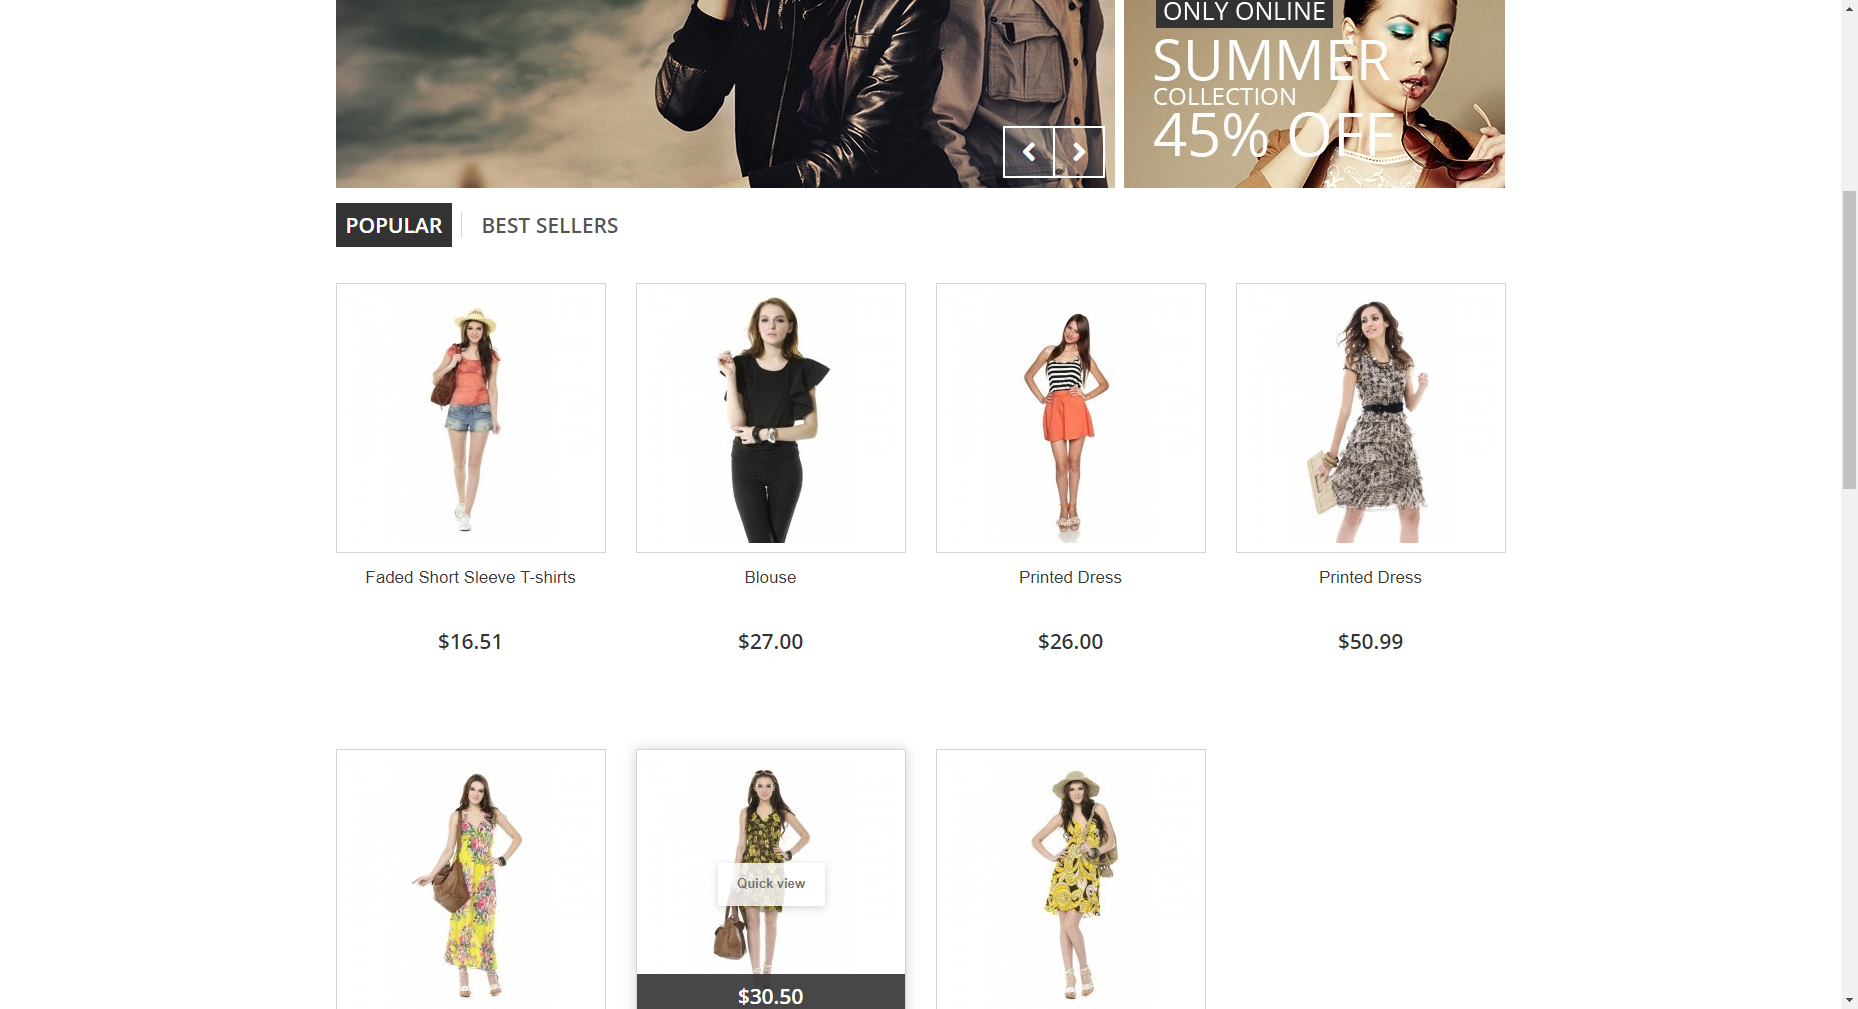 ONLY ONLINE
SUMMER
COLLECTION
45% OFF
POPULAR
BEST SELLERS
Faded Short Sleeve T-shirts
Blouse
Printed Dress
Printed Dress
$16.51
$27.00
$26.00
$50.99
Quick view
$30.50